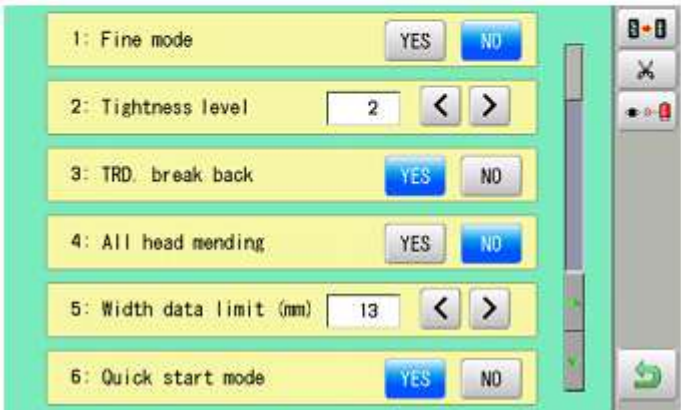 1: Fine mode YES NO
2: Tightness level 2 < >
3: TRD. break back YES NO
4: All head mending YES NO
5: Width data limit (mm) 13 < >
6: Quick start mode YES NO